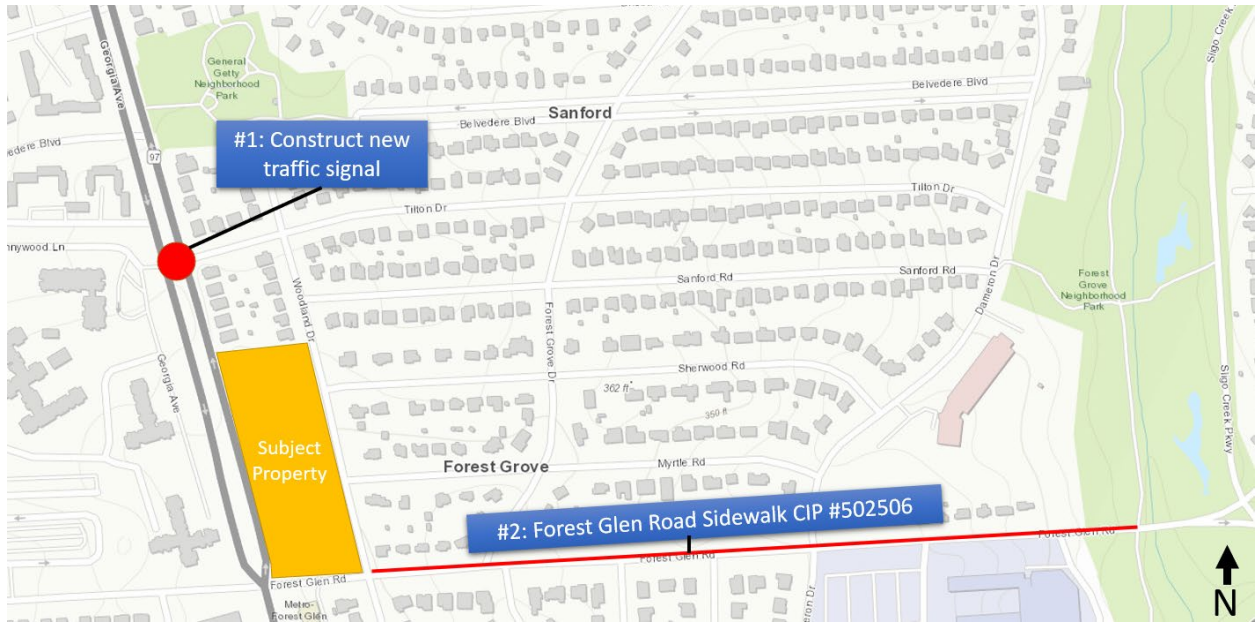 General
Getty
Neighborhood
Park
Georgia Ave
Belvedere Blvd
Sanford
Belvedere Blvd
#1: Construct new
traffic signal
97
Sligo Creek
Tilton Dr
Tilton Dr
Woodland Dr
Sanford Rd
Sanford Rd
Dameron Dr
Forest
Grove
Neighborhood
Park
Forest Grove Dr
Georgia Ave
Sherwood Rd
362 ft
350 ft
Sligo Creek Pkwy
Subject
Property
Forest Grove
Myrtle Rd
#2: Forest Glen Road Sidewalk CIP #502506
Forest Glen Rd
Forest Glen Rd
Forest Glen Rd
Metro-
Forest Glen
N